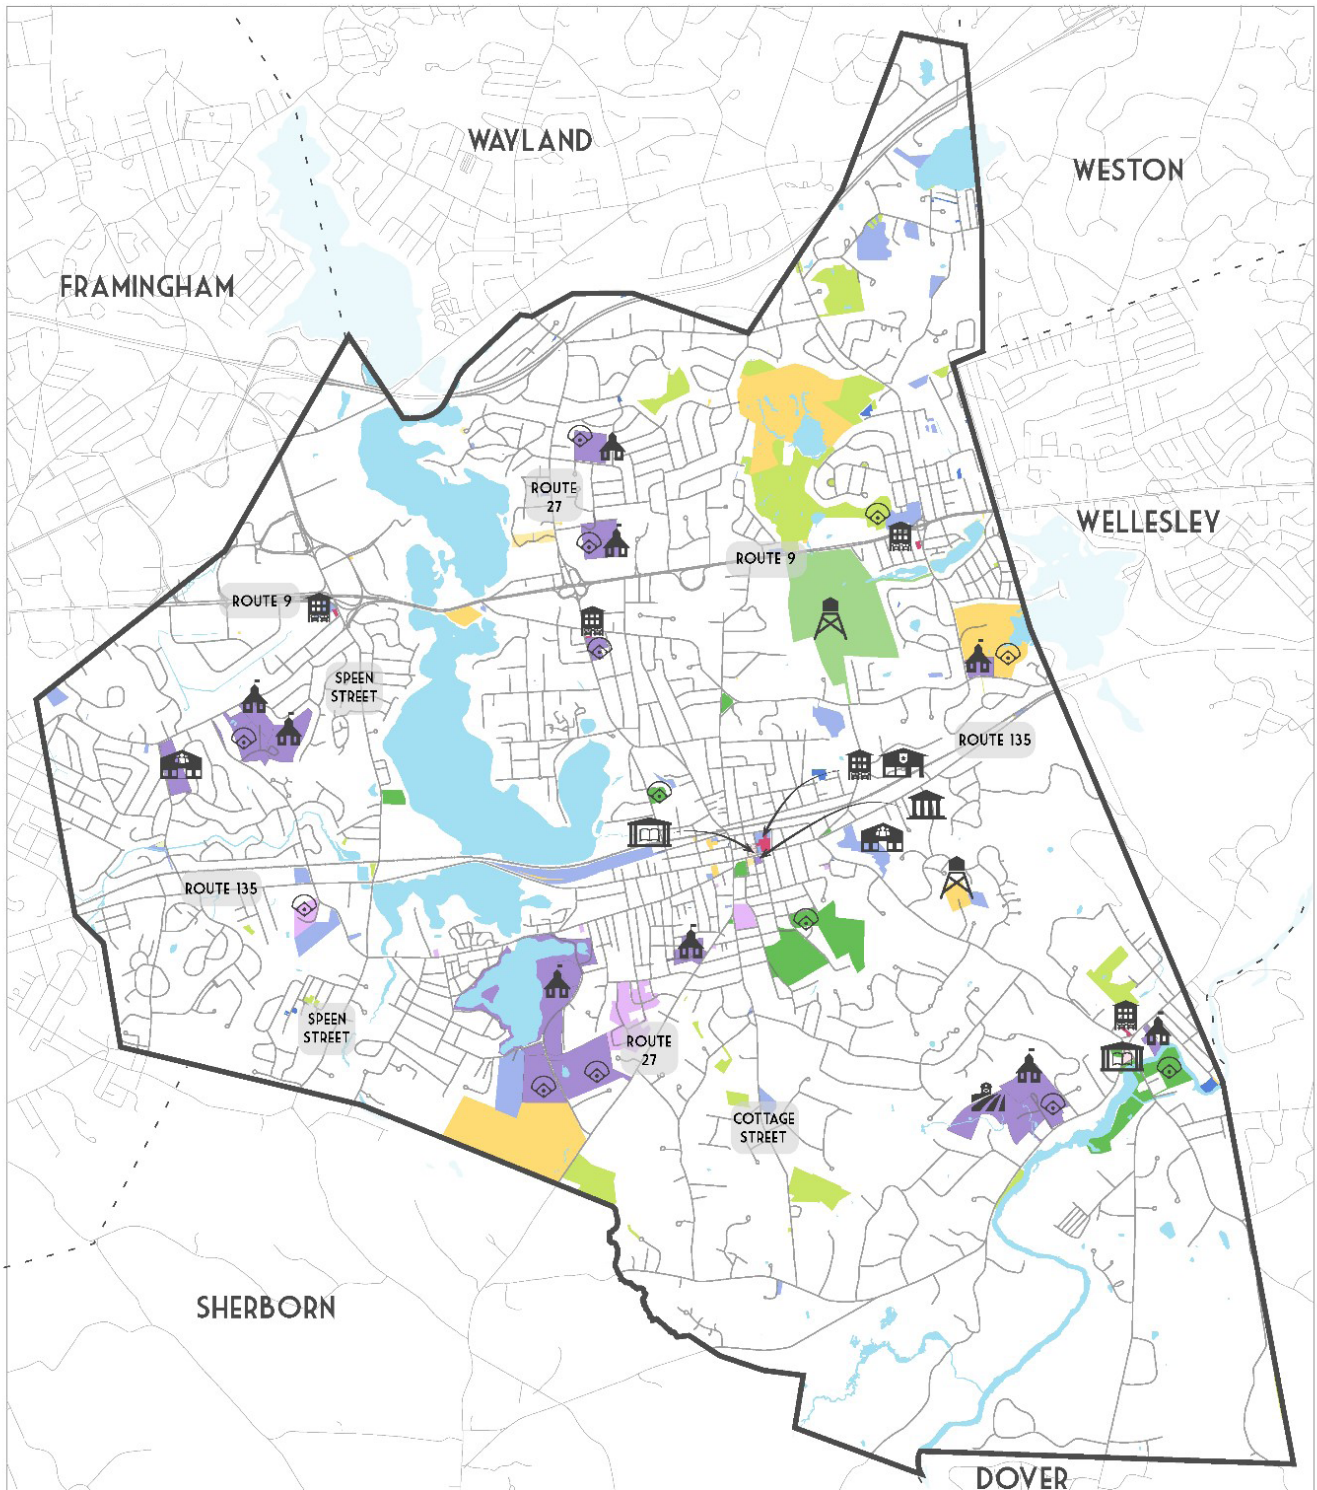 WAYLAND
WESTON
FRAMINGHAM
ROUTE
27
WELLESLEY
ROUTE 9
ROUTE 9
SPEEN
STREET
ROUTE 135
ROUTE 135
SPEEN
STREET
ROUTE
27
COTTAGE
STREET
SHERBORN
DOVER